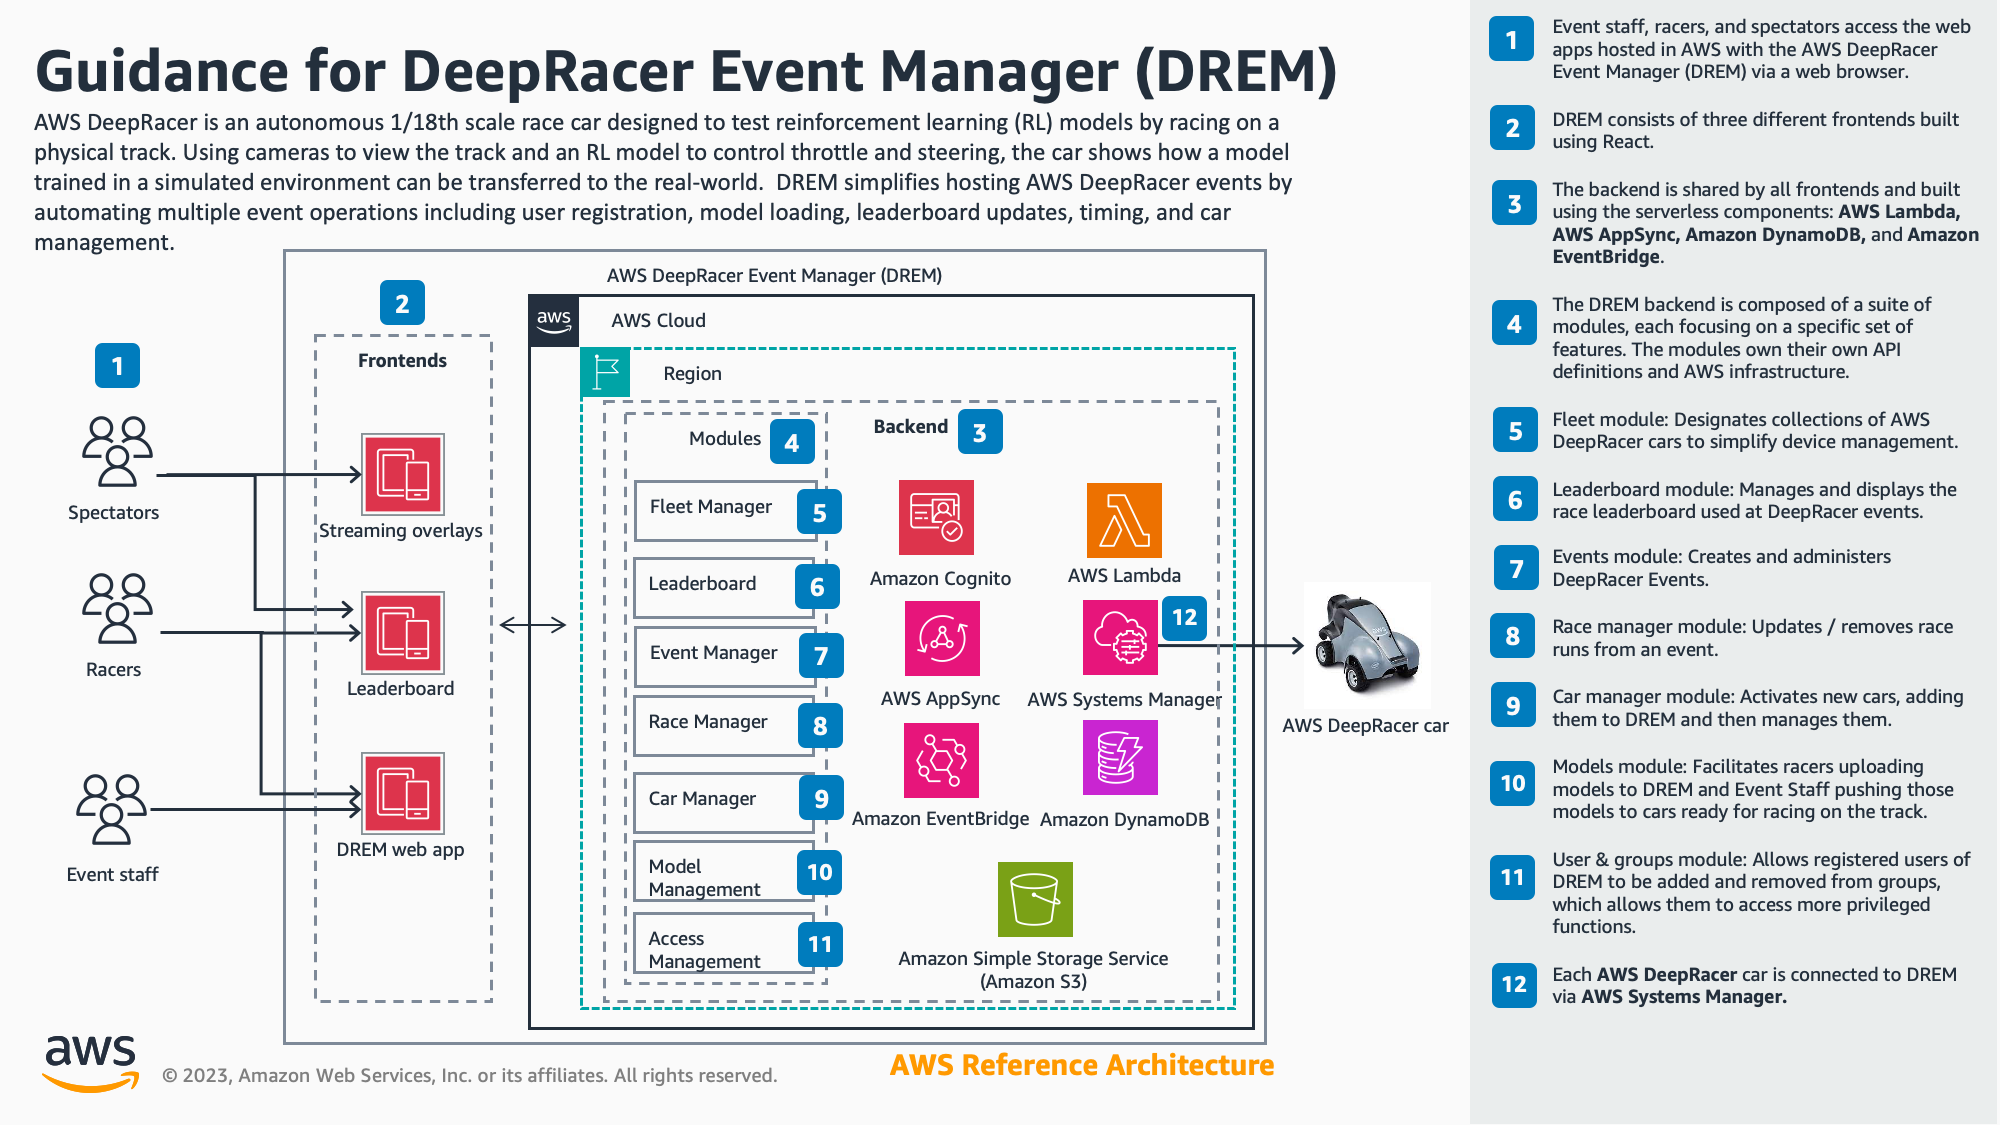 Guidance for DeepRacer Event Manager (DREM)
AWS DeepRacer is an autonomous 1/18th scale race car designed to test reinforcement learning (RL) models by racing on a
physical track. Using cameras to view the track and an RL model to control throttle and steering, the car shows how a model
trained in a simulated environment can be transferred to the real-world.  DREM simplifies hosting AWS DeepRacer events by
automating multiple event operations including user registration, model loading, leaderboard updates, timing, and car
management.
AWS DeepRacer Event Manager (DREM)
1
Spectators
Racers
Event staff
2
Frontends
Streaming overlays
Leaderboard
DREM web app
aws
AWS Cloud
Region
Modules
4
Backend
3
Fleet Manager
5
Leaderboard
6
Event Manager
7
Race Manager
8
Car Manager
9
Model
Management
10
Access
Management
11
Amazon Cognito
AWS Lambda
AWS AppSync
12
AWS Systems Manager
Amazon EventBridge
Amazon DynamoDB
Amazon Simple Storage Service
(Amazon S3)
aws
AWS DeepRacer car
aws
© 2023, Amazon Web Services, Inc. or its affiliates. All rights reserved.
AWS Reference Architecture
1
Event staff, racers, and spectators access the web
apps hosted in AWS with the AWS DeepRacer
Event Manager (DREM) via a web browser.
2
DREM consists of three different frontends built
using React.
3
The backend is shared by all frontends and built
using the serverless components: AWS Lambda,
AWS AppSync, Amazon DynamoDB, and Amazon
EventBridge.
4
The DREM backend is composed of a suite of
modules, each focusing on a specific set of
features. The modules own their own API
definitions and AWS infrastructure.
5
Fleet module: Designates collections of AWS
DeepRacer cars to simplify device management.
6
Leaderboard module: Manages and displays the
race leaderboard used at DeepRacer events.
7
Events module: Creates and administers
DeepRacer Events.
8
Race manager module: Updates / removes race
runs from an event.
9
Car manager module: Activates new cars, adding
them to DREM and then manages them.
10
Models module: Facilitates racers uploading
models to DREM and Event Staff pushing those
models to cars ready for racing on the track.
11
User & groups module: Allows registered users of
DREM to be added and removed from groups,
which allows them to access more privileged
functions.
12
Each AWS DeepRacer car is connected to DREM
via AWS Systems Manager.